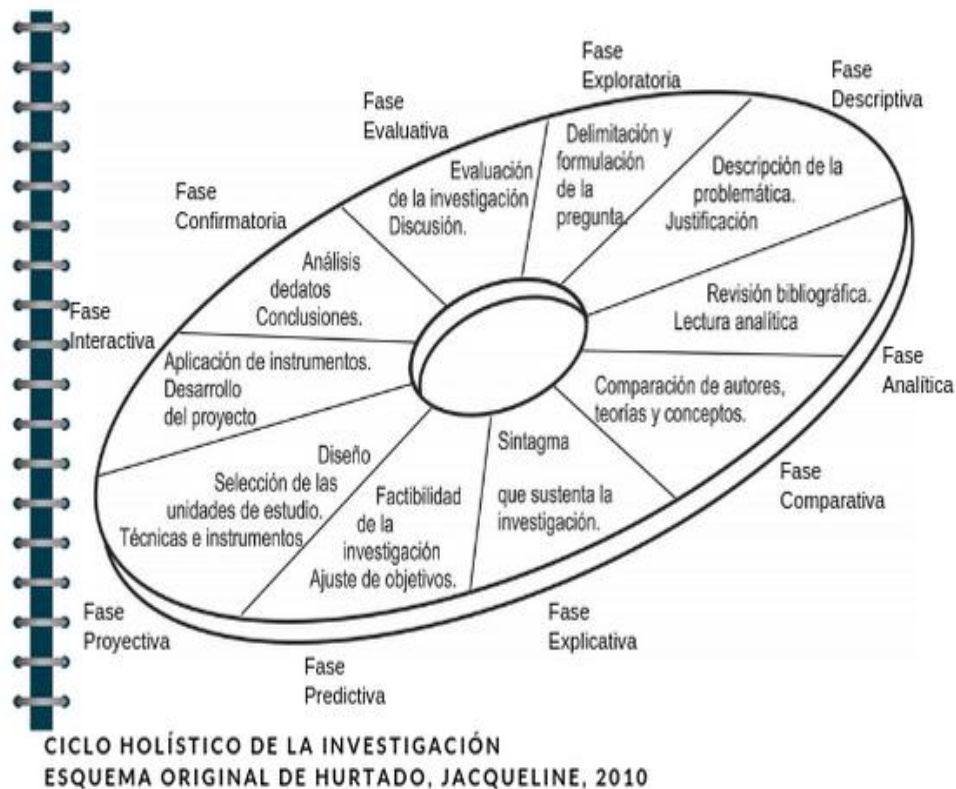 Fase
Exploratoria
Delimitación y
formulación
de la
pregunta.
Fase
Descriptiva
Descripción de la
problemática.
Justificación
Fase
Analítica
Revisión bibliográfica.
Lectura analítica
Fase
Comparativa
Comparación de autores,
teorías y conceptos.
Fase
Explicativa
Sintagma
que sustenta la
investigación.
Fase
Predictiva
Factibilidad
de la
investigación
Ajuste de objetivos.
Fase
Proyectiva
Diseño
Selección de las
unidades de estudio.
Técnicas e instrumentos
Fase
Interactiva
Aplicación de instrumentos.
Desarrollo
del proyecto
Fase
Confirmatoria
Análisis
dedatos
Conclusiones.
Fase
Evaluativa
Evaluación
de la investigación
Discusión.
CICLO HOLÍSTICO DE LA INVESTIGACIÓN
ESQUEMA ORIGINAL DE HURTADO, JACQUELINE, 2010